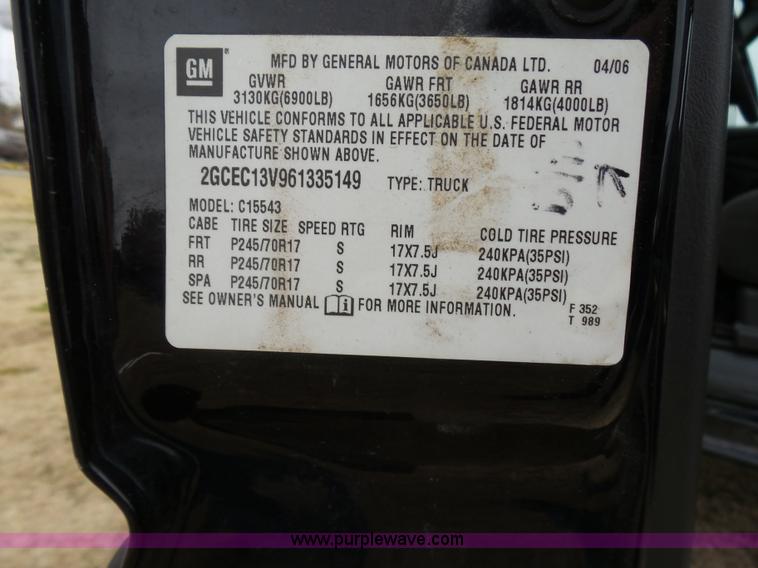 GM ® MFD BY GENERAL MOTORS OF CANADA LTD. 04/06
GVWR GAWR FRT GAWR RR
3130KG(6900LB) 1656KG(3650LB) 1814KG(4000LB)
THIS VEHICLE CONFORMS TO ALL APPLICABLE U.S. FEDERAL MOTOR
VEHICLE SAFETY STANDARDS IN EFFECT ON THE DATE OF
MANUFACTURE SHOWN ABOVE.
2GCEC13V961335149 TYPE: TRUCK
MODEL: C15543
CABE TIRE SIZE SPEED RTG RIM COLD TIRE PRESSURE
FRT P245/70R17 S 17X7.5J 240KPA(35PSI)
RR P245/70R17 S 17X7.5J 240KPA(35PSI)
SPA P245/70R17 S 17X7.5J 240KPA(35PSI)
SEE OWNER'S MANUAL FOR MORE INFORMATION.
F 352
T 989
www.purplewave.com